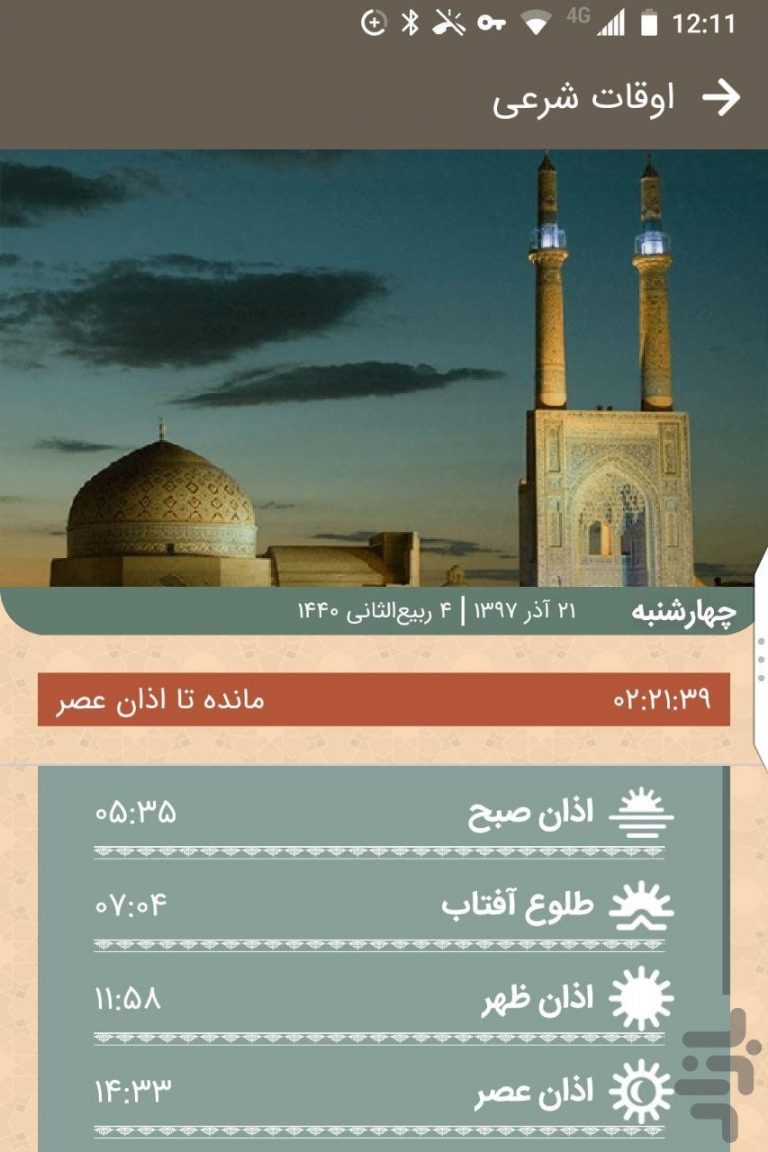 4G 12:11
اوقات شرعی
چهارشنبه ۲۱ آذر ۱۳۹۷ | ۴ ربیع‌الثانی ۱۴۴۰
۰۲:۲۱:۳۹ مانده تا اذان عصر
اذان صبح ۰۵:۳۵
طلوع آفتاب ۰۷:۰۴
اذان ظهر ۱۱:۵۸
اذان عصر ۱۴:۳۳
بازار